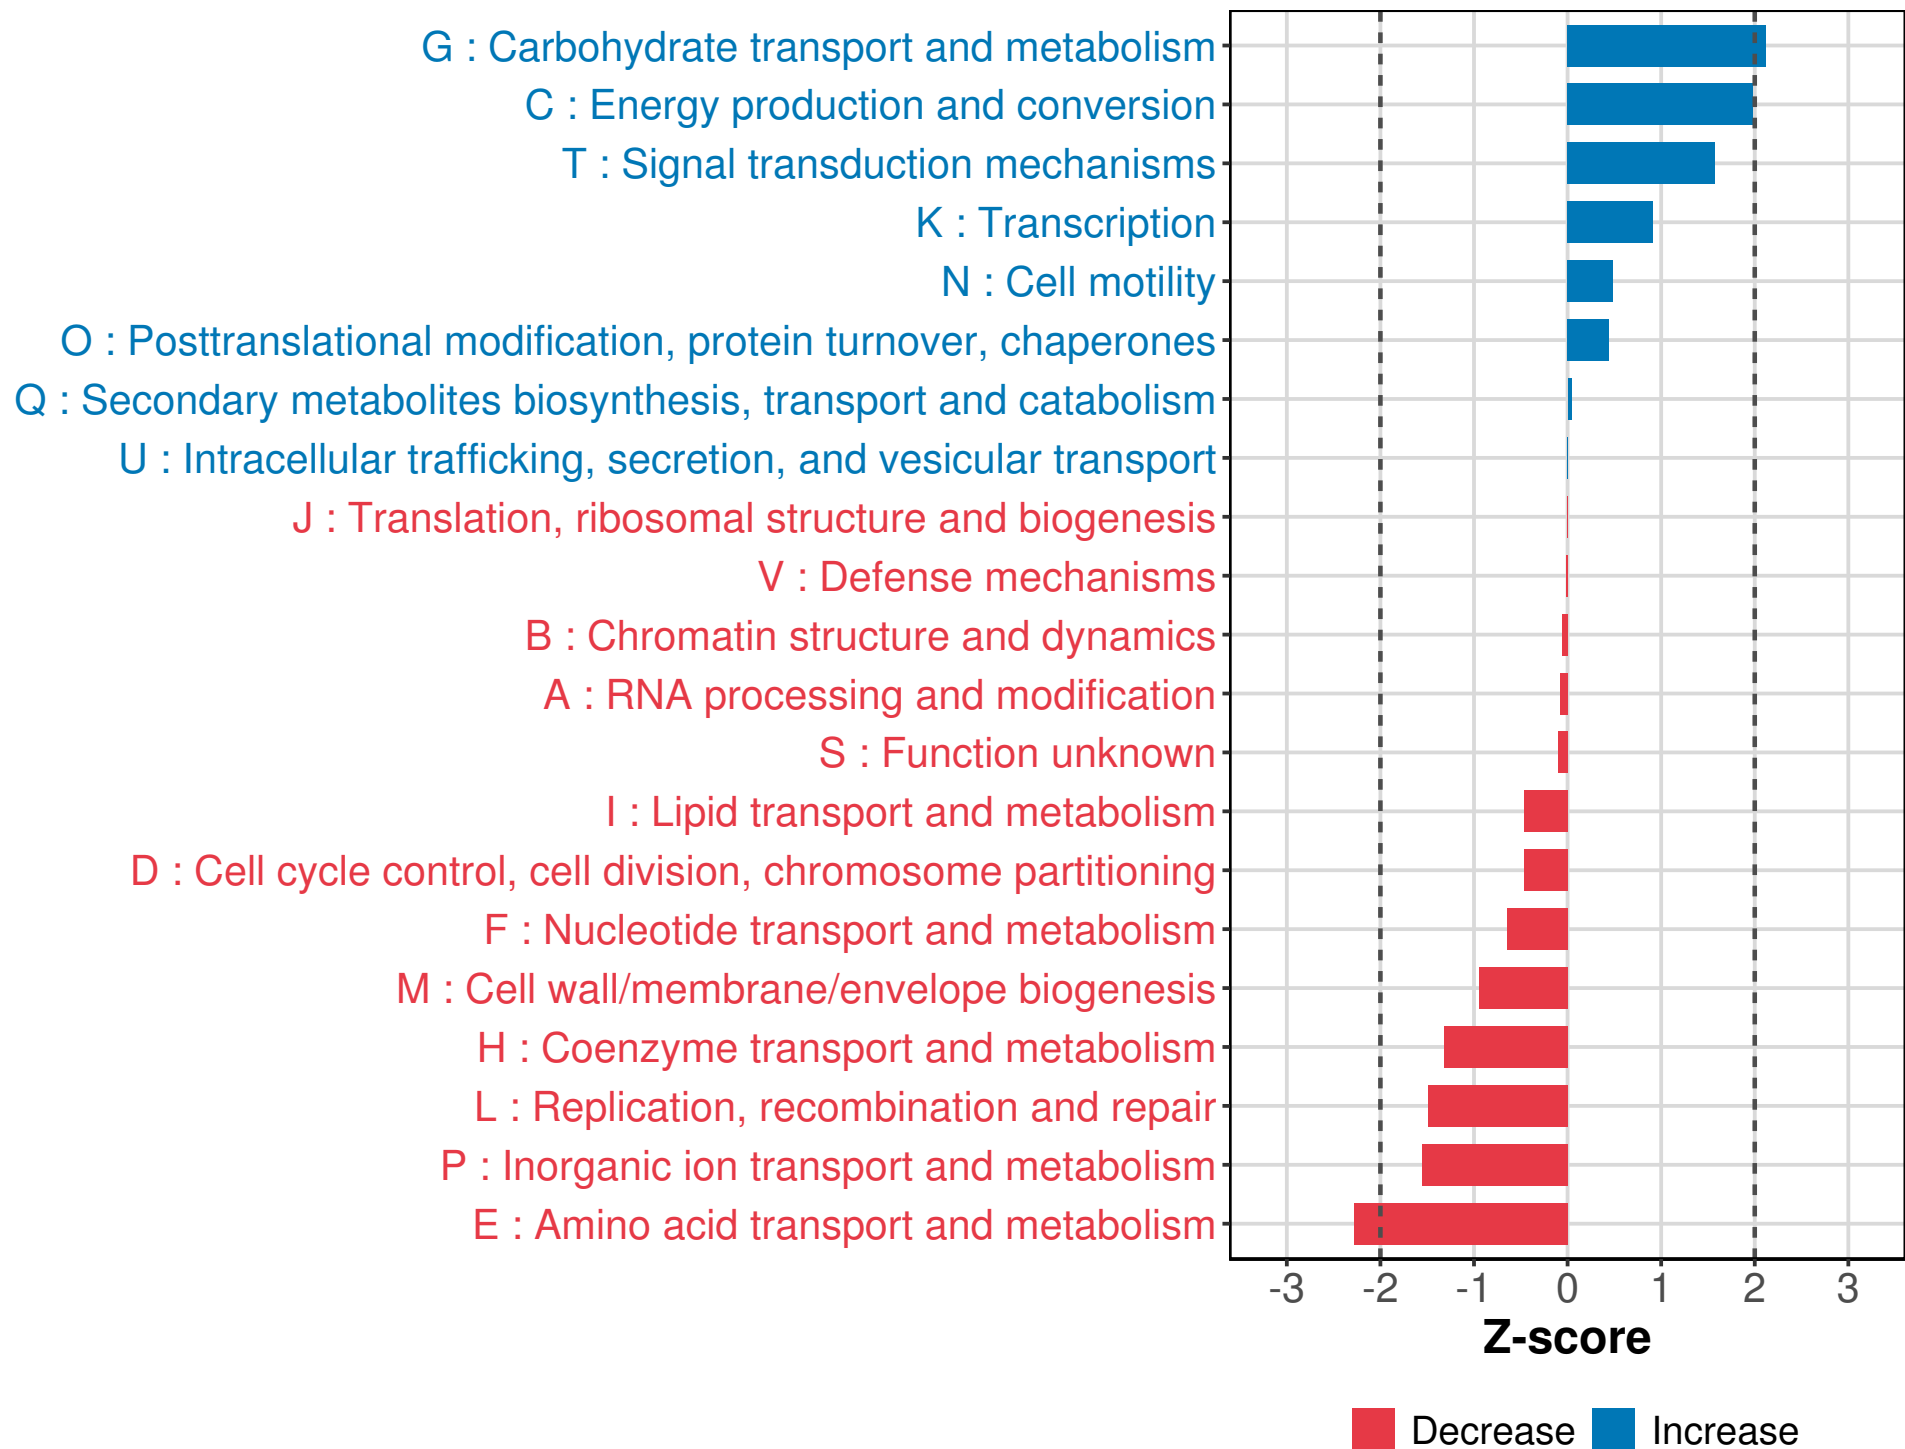 G : Carbohydrate transport and metabolism
C : Energy production and conversion
T : Signal transduction mechanisms
K : Transcription
N : Cell motility
O : Posttranslational modification, protein turnover, chaperones
Q : Secondary metabolites biosynthesis, transport and catabolism
U : Intracellular trafficking, secretion, and vesicular transport
J : Translation, ribosomal structure and biogenesis
V : Defense mechanisms
B : Chromatin structure and dynamics
A : RNA processing and modification
S : Function unknown
I : Lipid transport and metabolism
D : Cell cycle control, cell division, chromosome partitioning
F : Nucleotide transport and metabolism
M : Cell wall/membrane/envelope biogenesis
H : Coenzyme transport and metabolism
L : Replication, recombination and repair
P : Inorganic ion transport and metabolism
E : Amino acid transport and metabolism
-3 -2 -1 0 1 2 3
Z-score
Decrease Increase